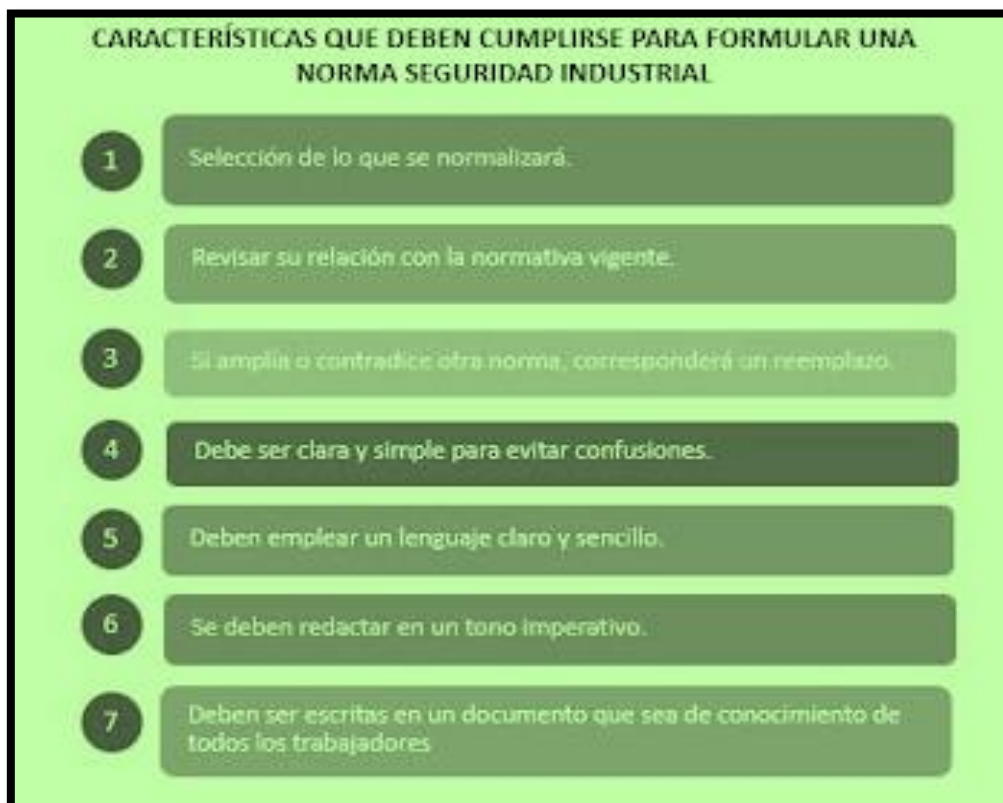 CARACTERÍSTICAS QUE DEBEN CUMPLIRSE PARA FORMULAR UNA
NORMA SEGURIDAD INDUSTRIAL
1 Selección de lo que se normalizará.
2 Revisar su relación con la normativa vigente.
3 Si amplía o contradice otra norma, corresponderá un reemplazo.
4 Debe ser clara y simple para evitar confusiones.
5 Deben emplear un lenguaje claro y sencillo.
6 Se deben redactar en un tono imperativo.
7 Deben ser escritas en un documento que sea de conocimiento de
todos los trabajadores